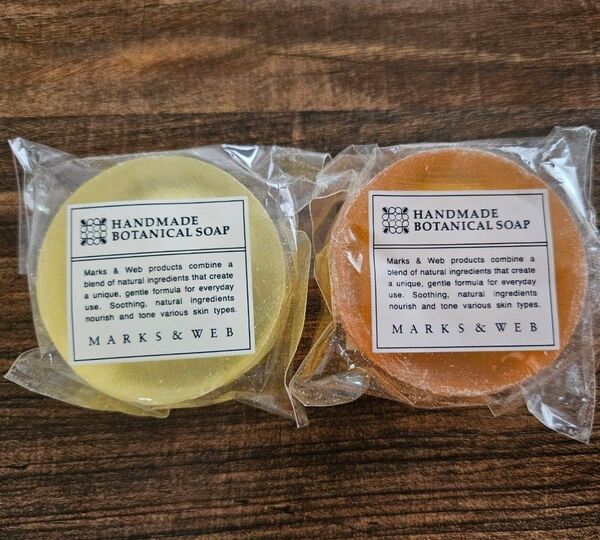 HANDMADE
BOTANICAL SOAP
Marks & Web products combine a
blend of natural ingredients that create
a unique, gentle formula for everyday
use. Soothing, natural ingredients
nourish and tone various skin types.
MARKS & WEB
HANDMADE
BOTANICAL SOAP
Marks & Web products combine a
blend of natural ingredients that create
a unique, gentle formula for everyday
use. Soothing, natural ingredients
nourish and tone various skin types.
MARKS & WEB